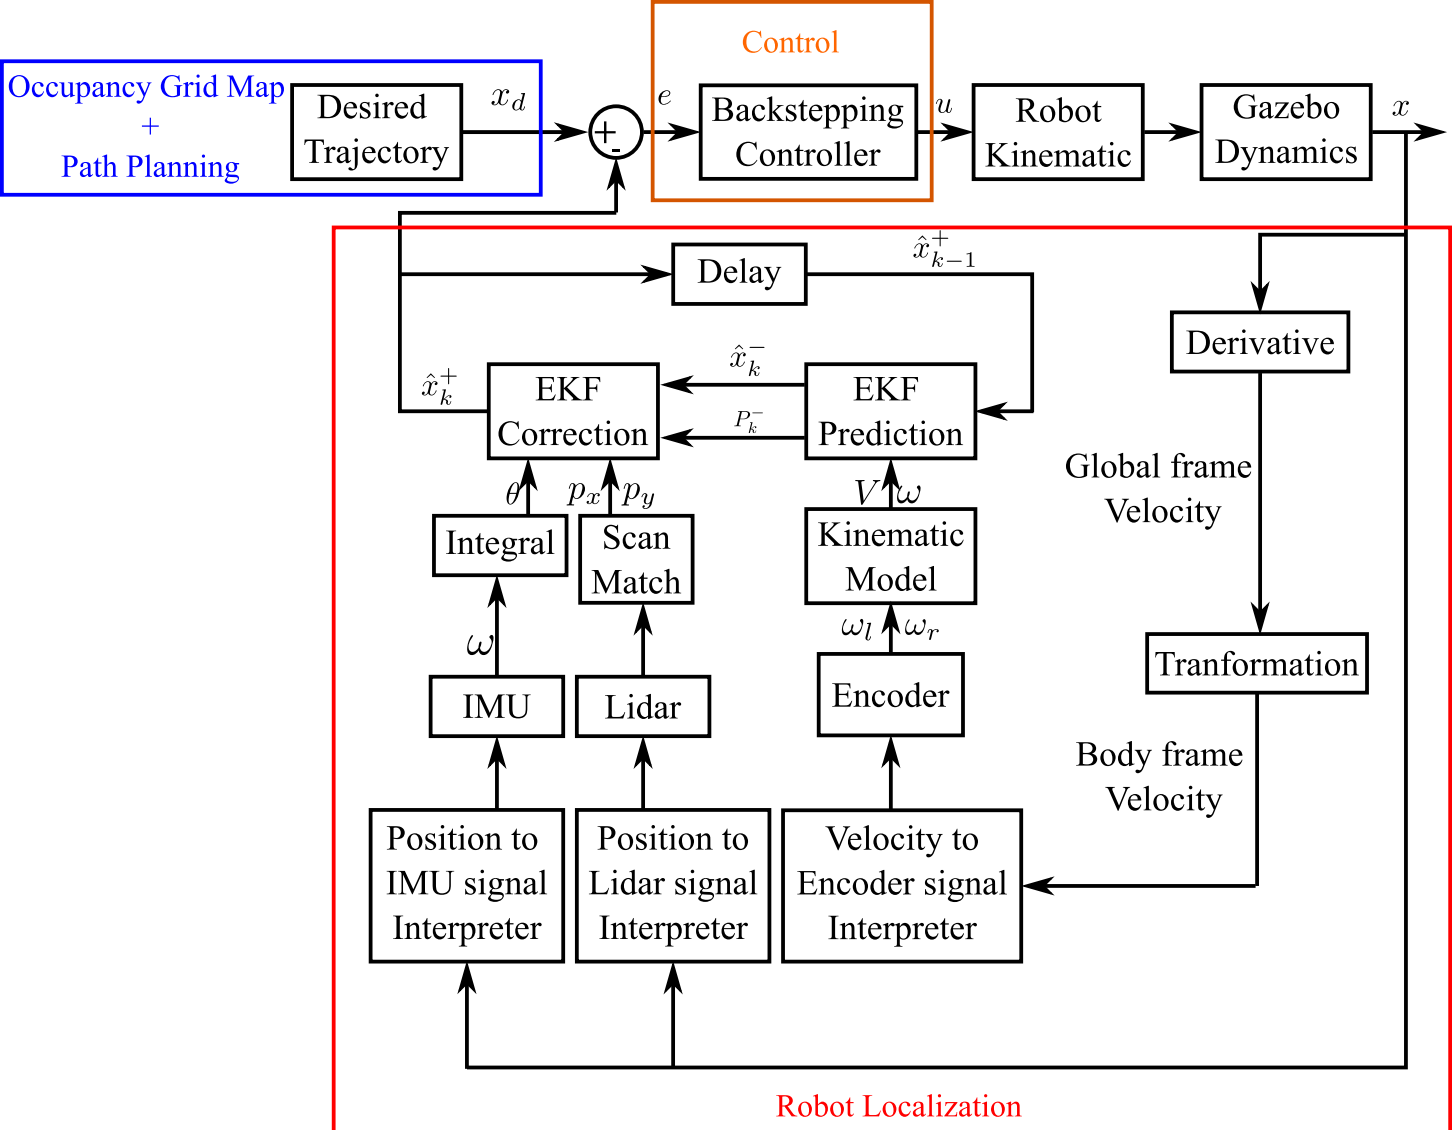 Control
Occupancy Grid Map
+
Path Planning
Desired
Trajectory
x_d
+
-
e
Backstepping
Controller
u
Robot
Kinematic
Gazebo
Dynamics
x
Delay
x̂_{k-1}^+
Derivative
x̂_k^+
EKF
Correction
x̂_k^-
P_k^-
EKF
Prediction
Global frame
Velocity
θ
p_x p_y
V ω
Integral
Scan
Match
Kinematic
Model
ω
ω_l ω_r
IMU
Lidar
Encoder
Tranformation
Body frame
Velocity
Position to
IMU signal
Interpreter
Position to
Lidar signal
Interpreter
Velocity to
Encoder signal
Interpreter
Robot Localization